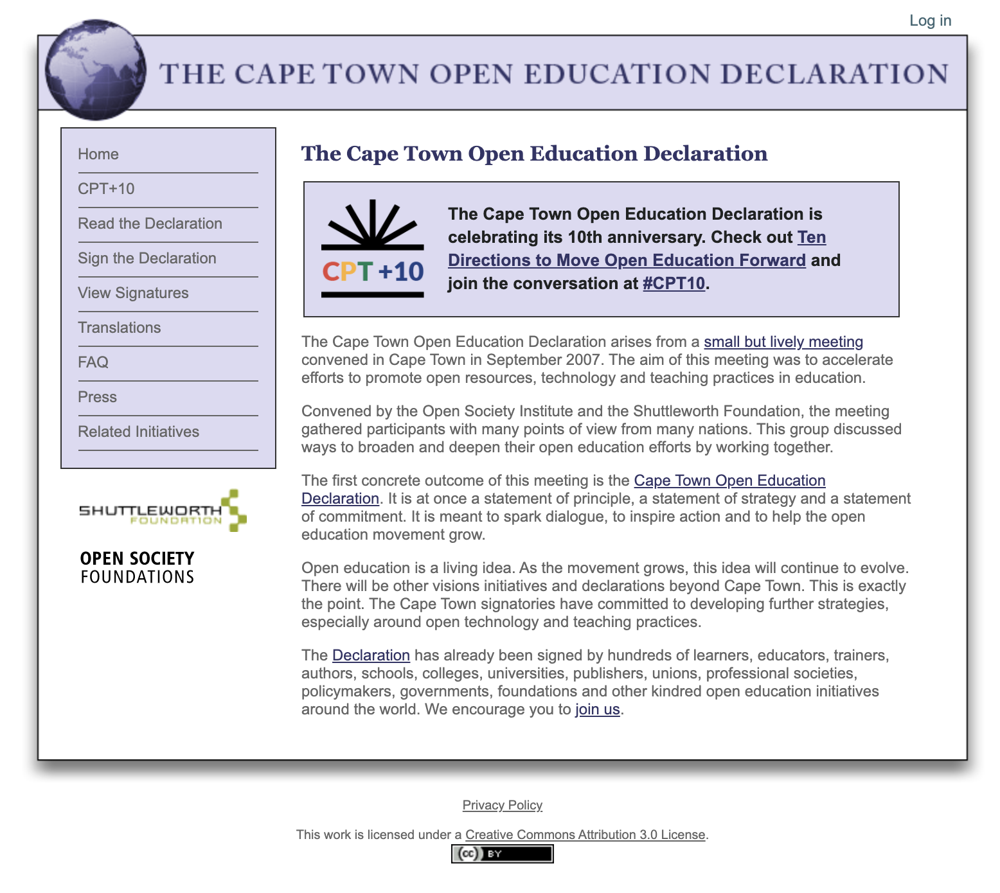 Log in
THE CAPE TOWN OPEN EDUCATION DECLARATION
Home
CPT+10
Read the Declaration
Sign the Declaration
View Signatures
Translations
FAQ
Press
Related Initiatives
SHUTTLEWORTH
FOUNDATION
OPEN SOCIETY
FOUNDATIONS
The Cape Town Open Education Declaration
CPT +10
The Cape Town Open Education Declaration is
celebrating its 10th anniversary. Check out Ten
Directions to Move Open Education Forward and
join the conversation at #CPT10.
The Cape Town Open Education Declaration arises from a small but lively meeting
convened in Cape Town in September 2007. The aim of this meeting was to accelerate
efforts to promote open resources, technology and teaching practices in education.
Convened by the Open Society Institute and the Shuttleworth Foundation, the meeting
gathered participants with many points of view from many nations. This group discussed
ways to broaden and deepen their open education efforts by working together.
The first concrete outcome of this meeting is the Cape Town Open Education
Declaration. It is at once a statement of principle, a statement of strategy and a statement
of commitment. It is meant to spark dialogue, to inspire action and to help the open
education movement grow.
Open education is a living idea. As the movement grows, this idea will continue to evolve.
There will be other visions initiatives and declarations beyond Cape Town. This is exactly
the point. The Cape Town signatories have committed to developing further strategies,
especially around open technology and teaching practices.
The Declaration has already been signed by hundreds of learners, educators, trainers,
authors, schools, colleges, universities, publishers, unions, professional societies,
policymakers, governments, foundations and other kindred open education initiatives
around the world. We encourage you to join us.
Privacy Policy
This work is licensed under a Creative Commons Attribution 3.0 License.
(cc) BY